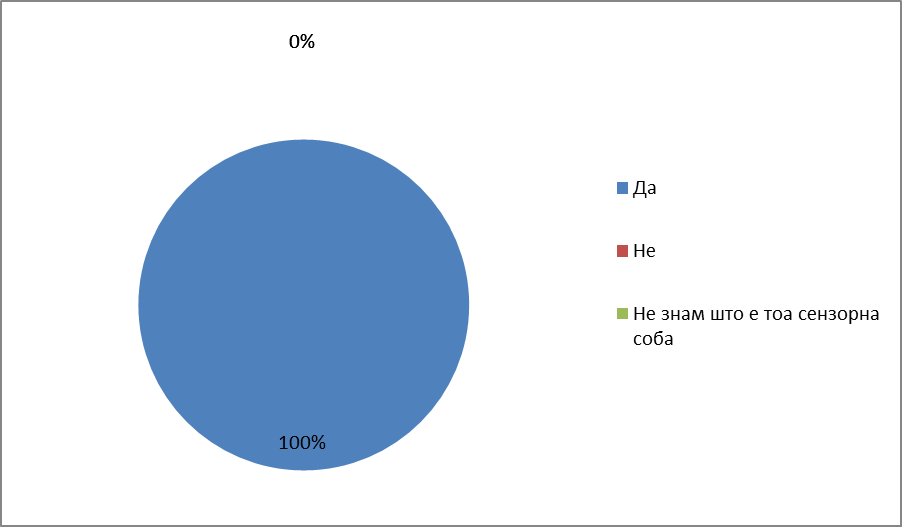 0%
Да
Не
Не знам што е тоа сензорна
соба
100%